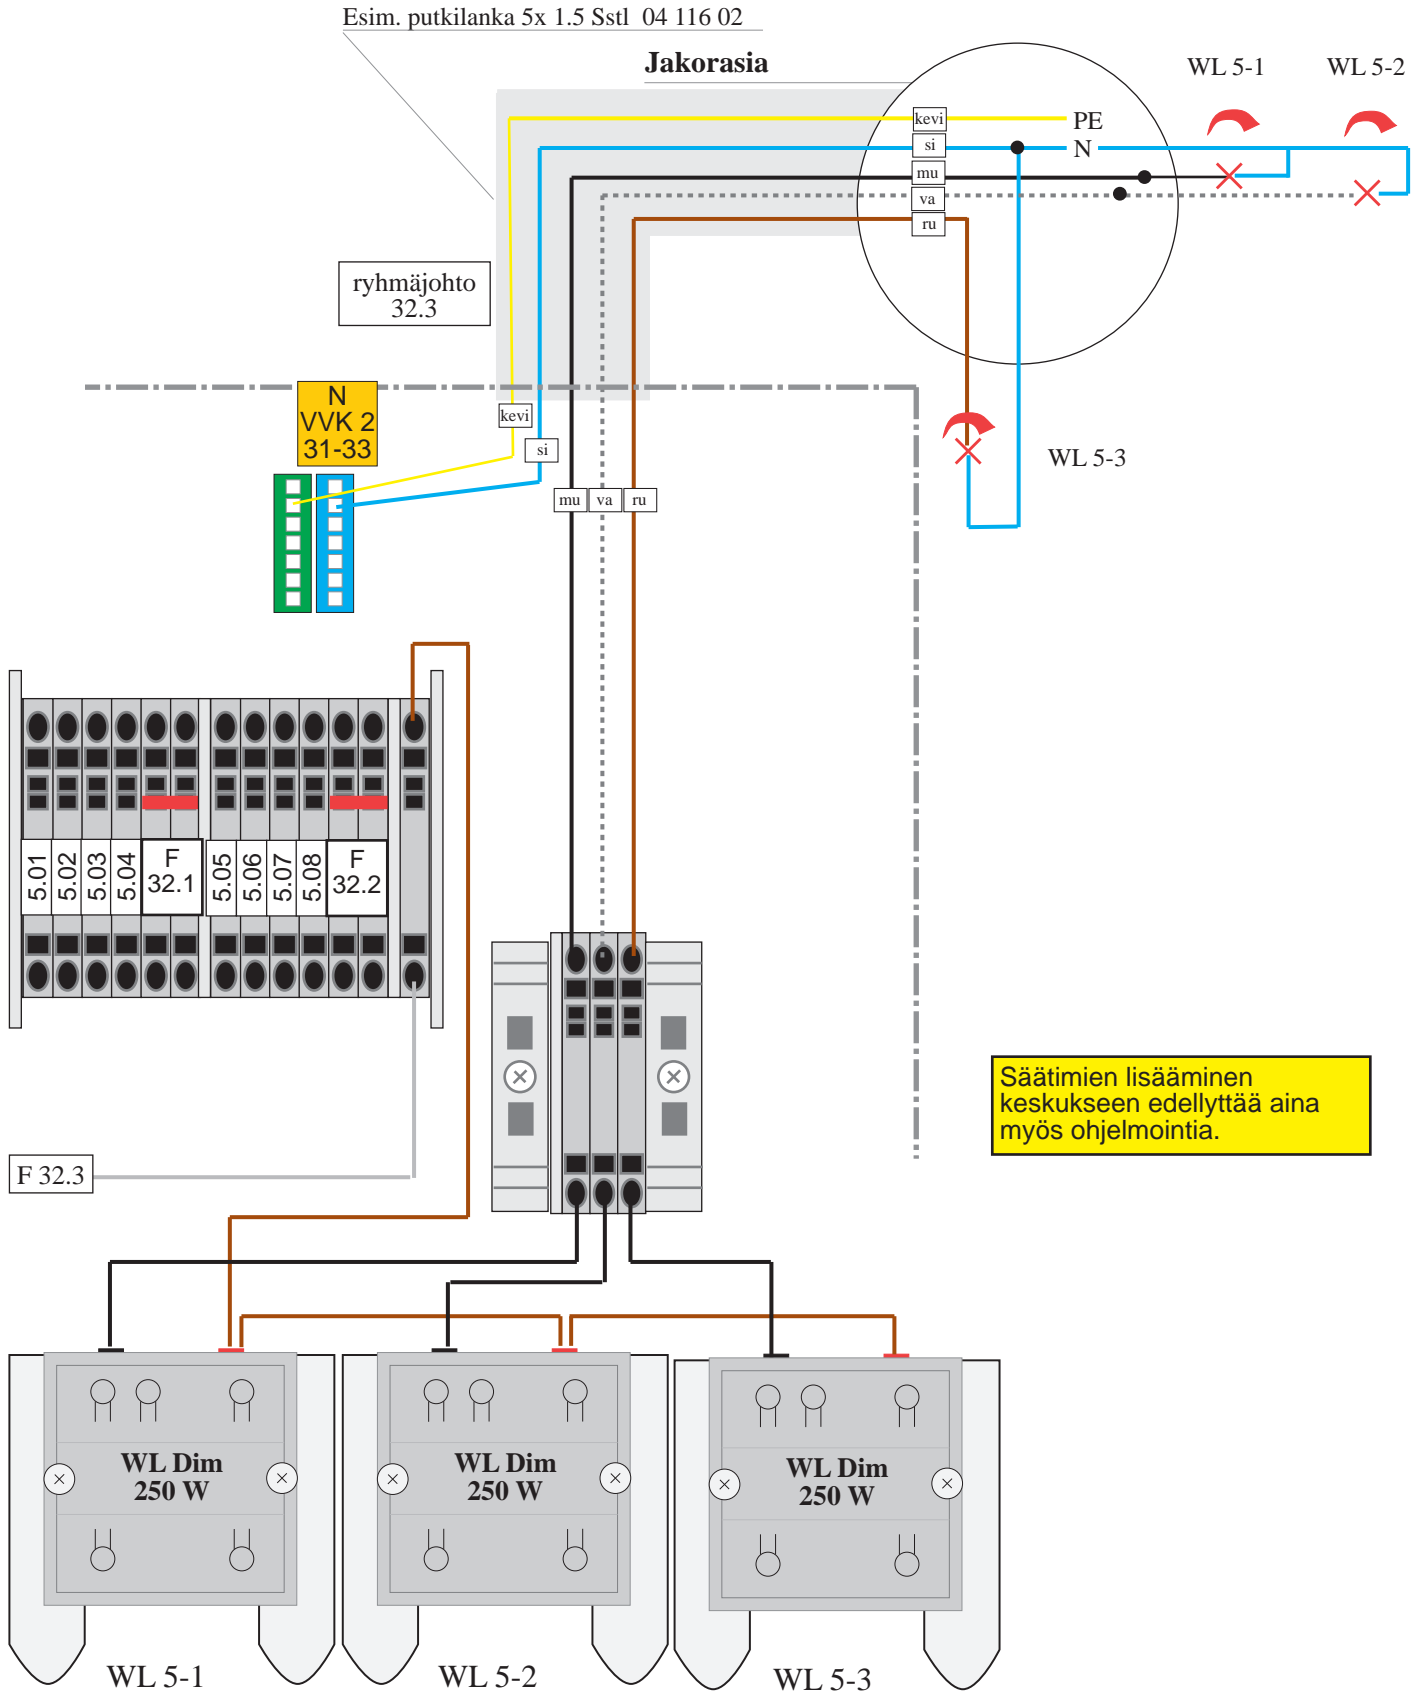 Esim. putkilanka 5x 1.5 Sstl 04 116 02
Jakorasia
WL 5-1
WL 5-2
kevi
PE
si
N
mu
va
ru
ryhmäjohto
32.3
N
VVK 2
31-33
kevi
si
WL 5-3
mu
va
ru
5.01
5.02
5.03
5.04
F
32.1
5.05
5.06
5.07
5.08
F
32.2
Säätimien lisääminen
keskukseen edellyttää aina
myös ohjelmointia.
F 32.3
WL Dim
250 W
WL Dim
250 W
WL Dim
250 W
WL 5-1
WL 5-2
WL 5-3